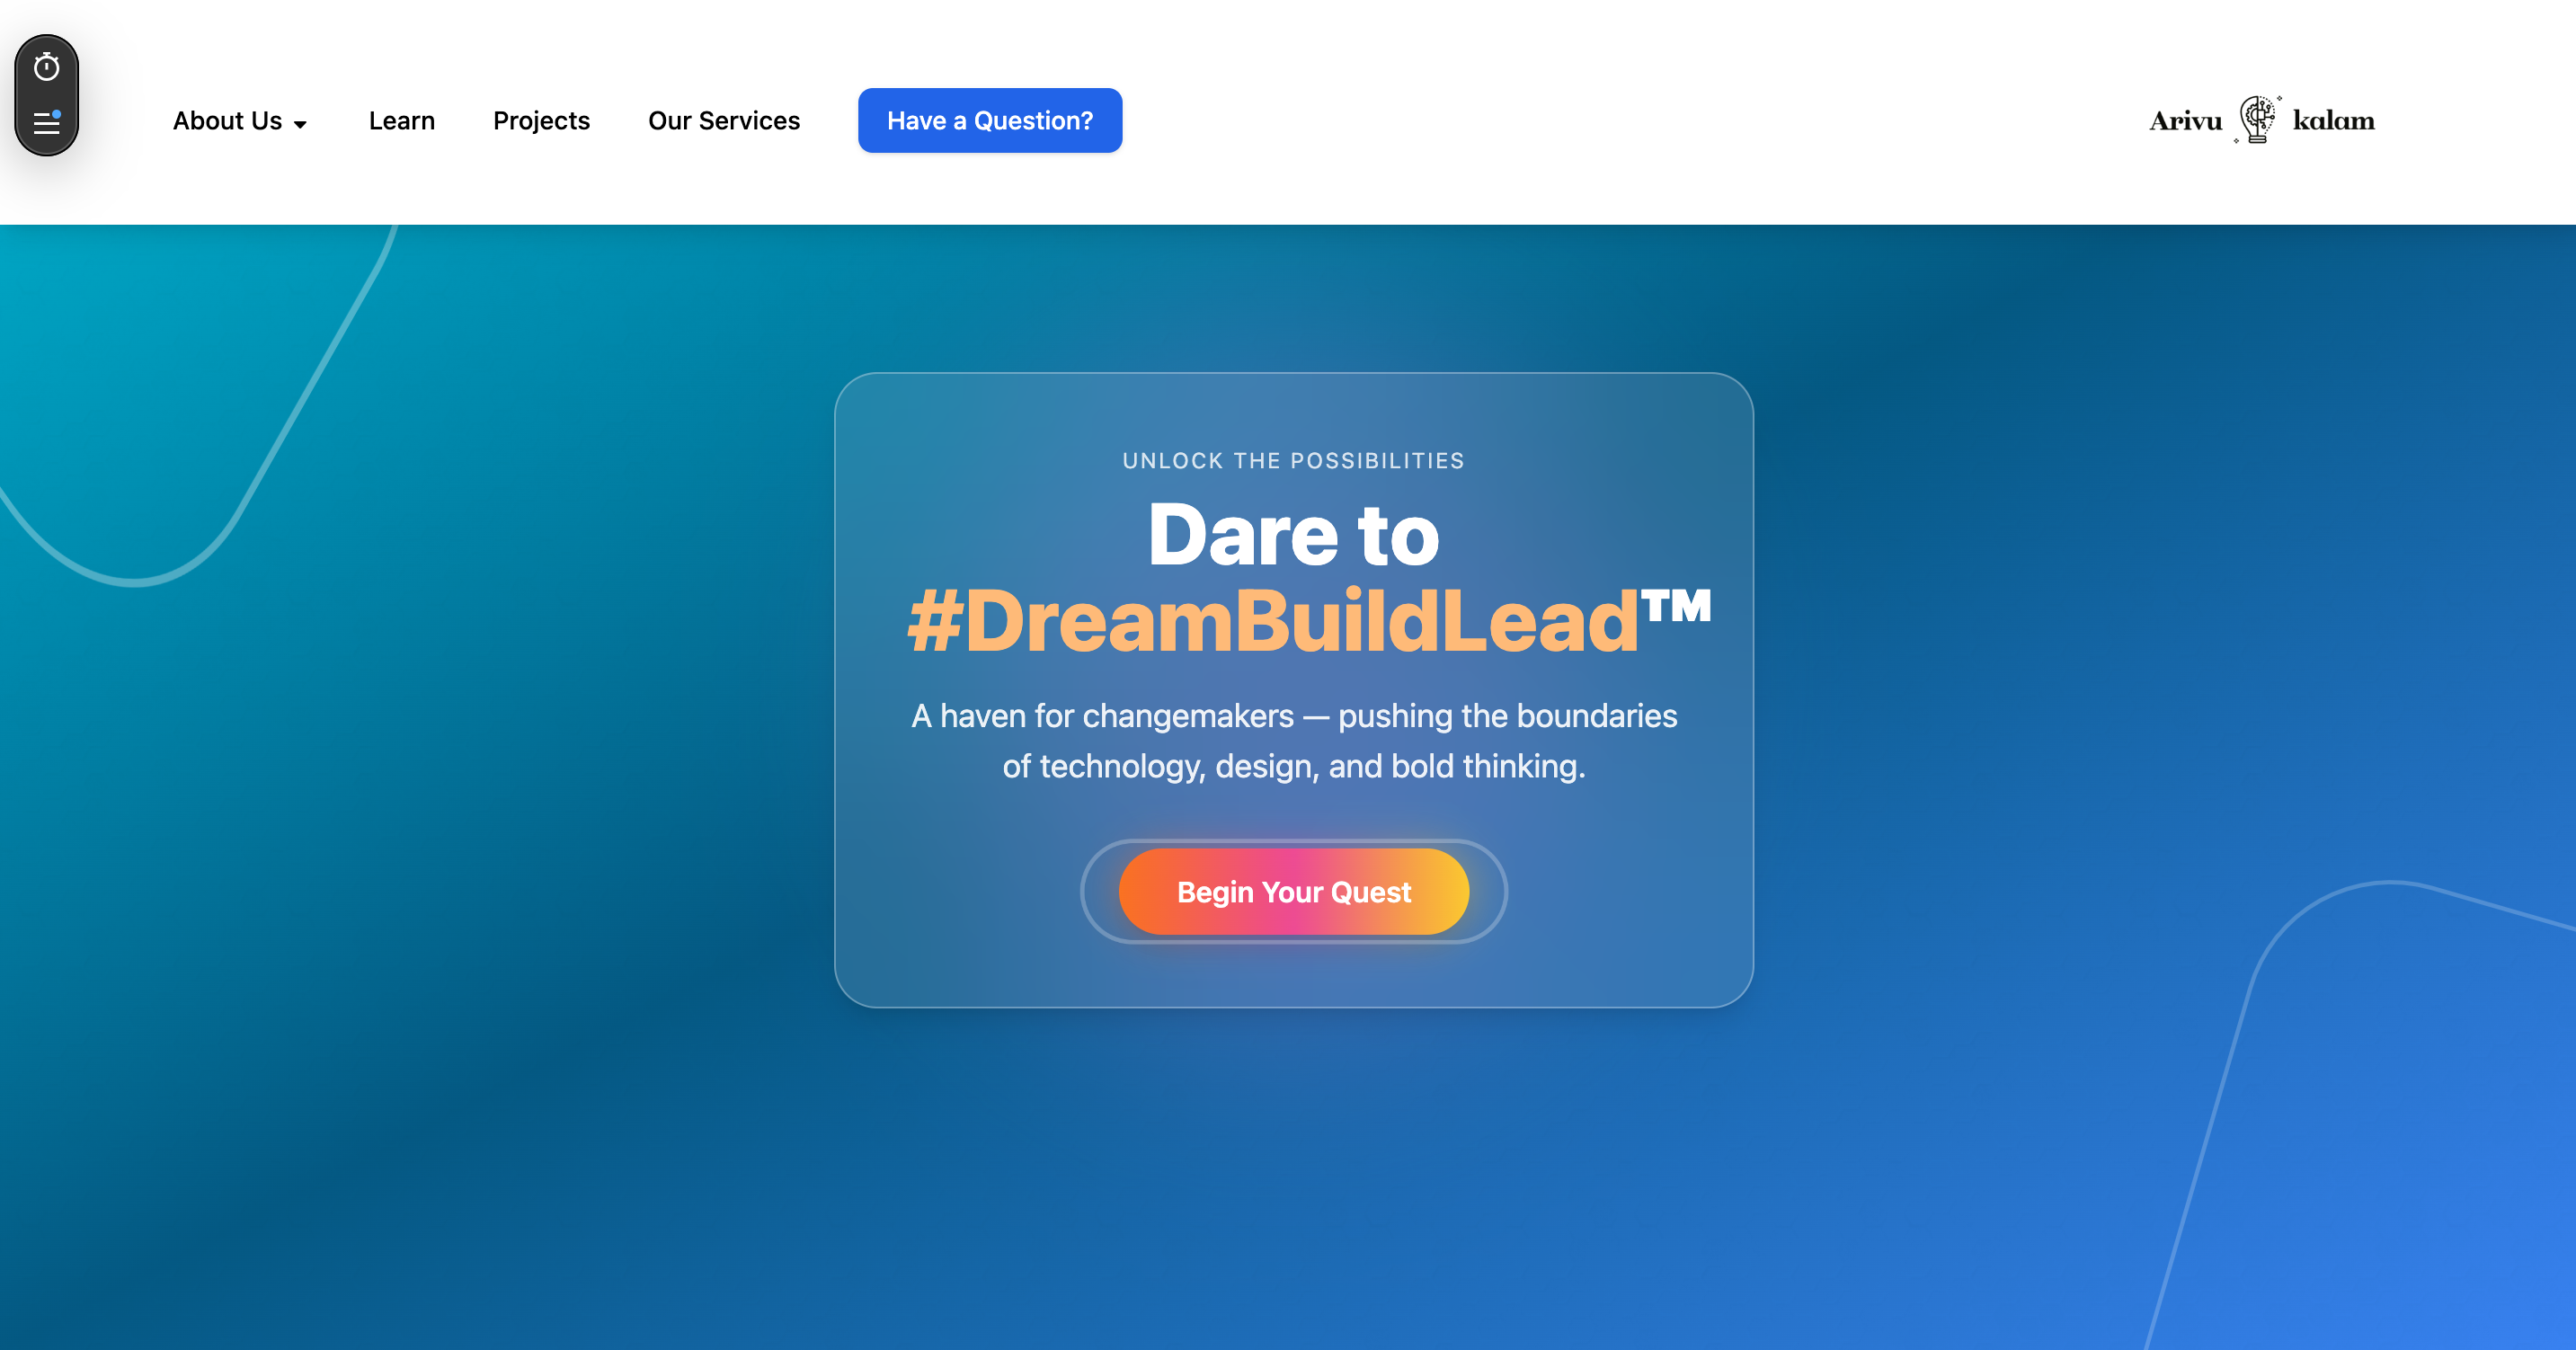 About Us
Learn
Projects
Our Services
Have a Question?
Arivu kalam
UNLOCK THE POSSIBILITIES
Dare to
#DreamBuildLead™
A haven for changemakers — pushing the boundaries
of technology, design, and bold thinking.
Begin Your Quest